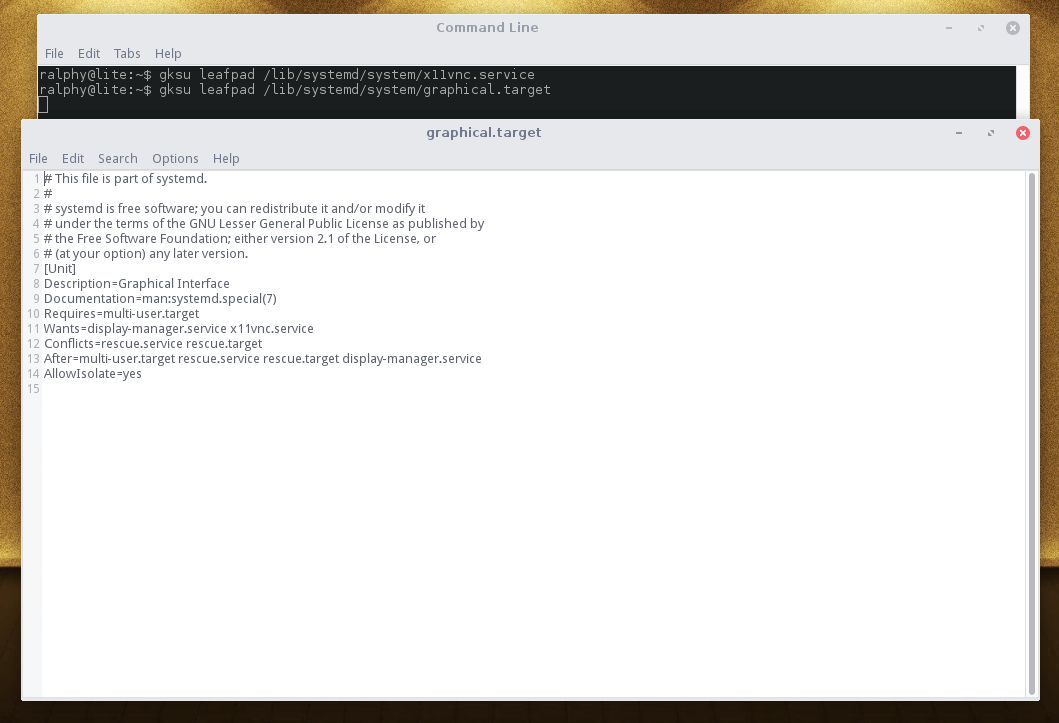 Command Line
File Edit Tabs Help
ralphy@lite:~$ gksu leafpad /lib/systemd/system/x11vnc.service
ralphy@lite:~$ gksu leafpad /lib/systemd/system/graphical.target
graphical.target
File Edit Search Options Help
1 # This file is part of systemd.
2 #
3 # systemd is free software; you can redistribute it and/or modify it
4 # under the terms of the GNU Lesser General Public License as published by
5 # the Free Software Foundation; either version 2.1 of the License, or
6 # (at your option) any later version.
7 [Unit]
8 Description=Graphical Interface
9 Documentation=man:systemd.special(7)
10 Requires=multi-user.target
11 Wants=display-manager.service x11vnc.service
12 Conflicts=rescue.service rescue.target
13 After=multi-user.target rescue.service rescue.target display-manager.service
14 AllowIsolate=yes
15